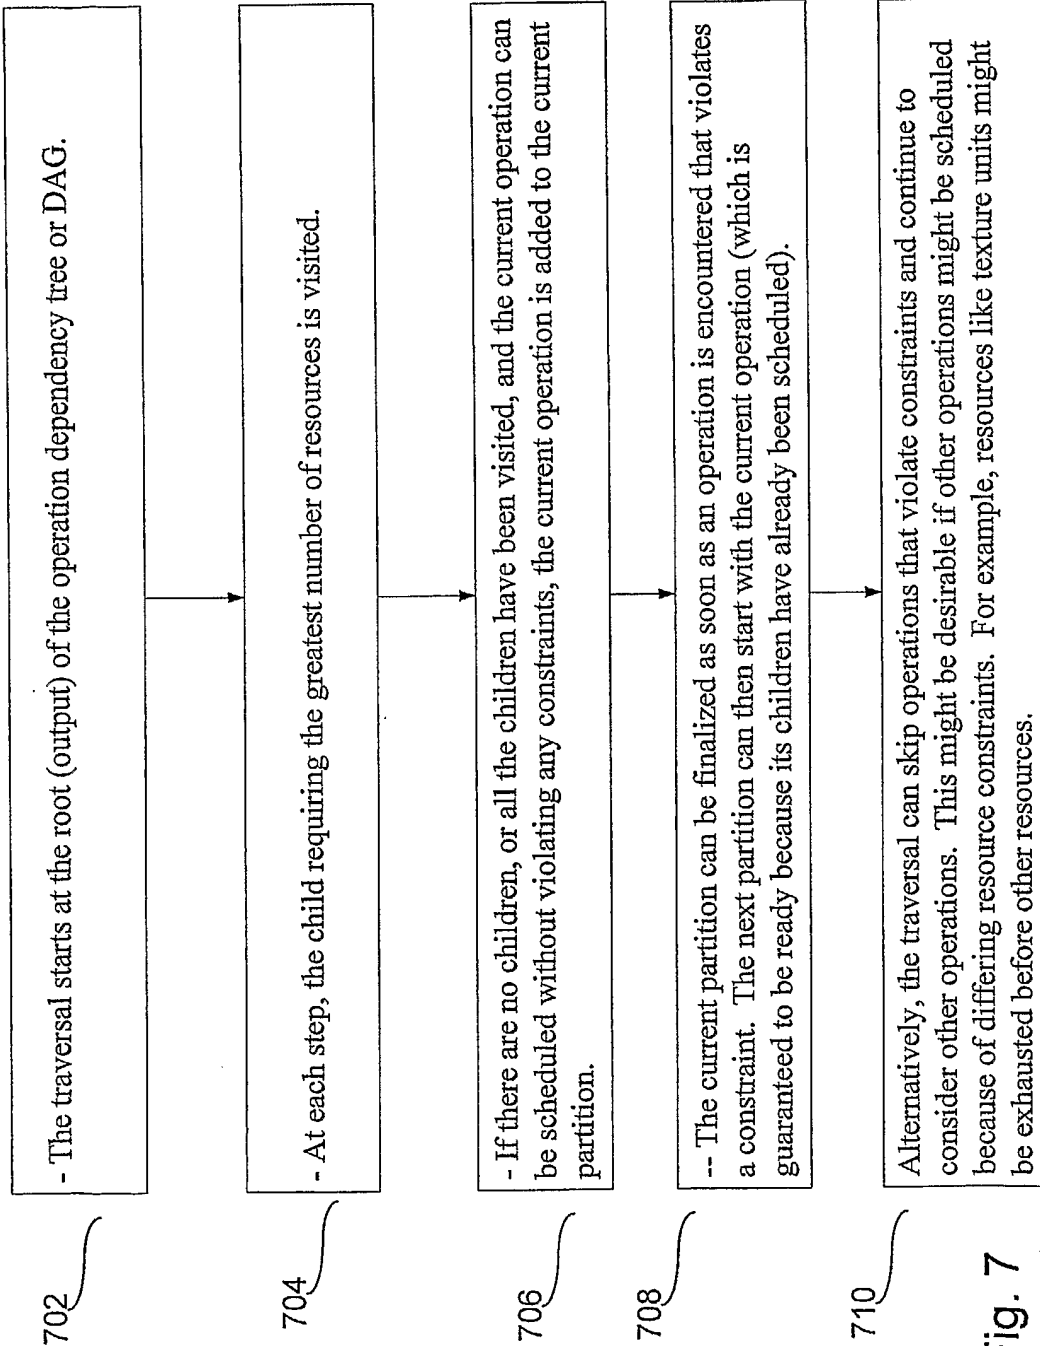 702
- The traversal starts at the root (output) of the operation dependency tree or DAG.
704
- At each step, the child requiring the greatest number of resources is visited.
706
- If there are no children, or all the children have been visited, and the current operation can
be scheduled without violating any constraints, the current operation is added to the current
partition.
708
-- The current partition can be finalized as soon as an operation is encountered that violates
a constraint. The next partition can then start with the current operation (which is
guaranteed to be ready because its children have already been scheduled).
710
Alternatively, the traversal can skip operations that violate constraints and continue to
consider other operations. This might be desirable if other operations might be scheduled
because of differing resource constraints. For example, resources like texture units might
be exhausted before other resources.
Fig. 7